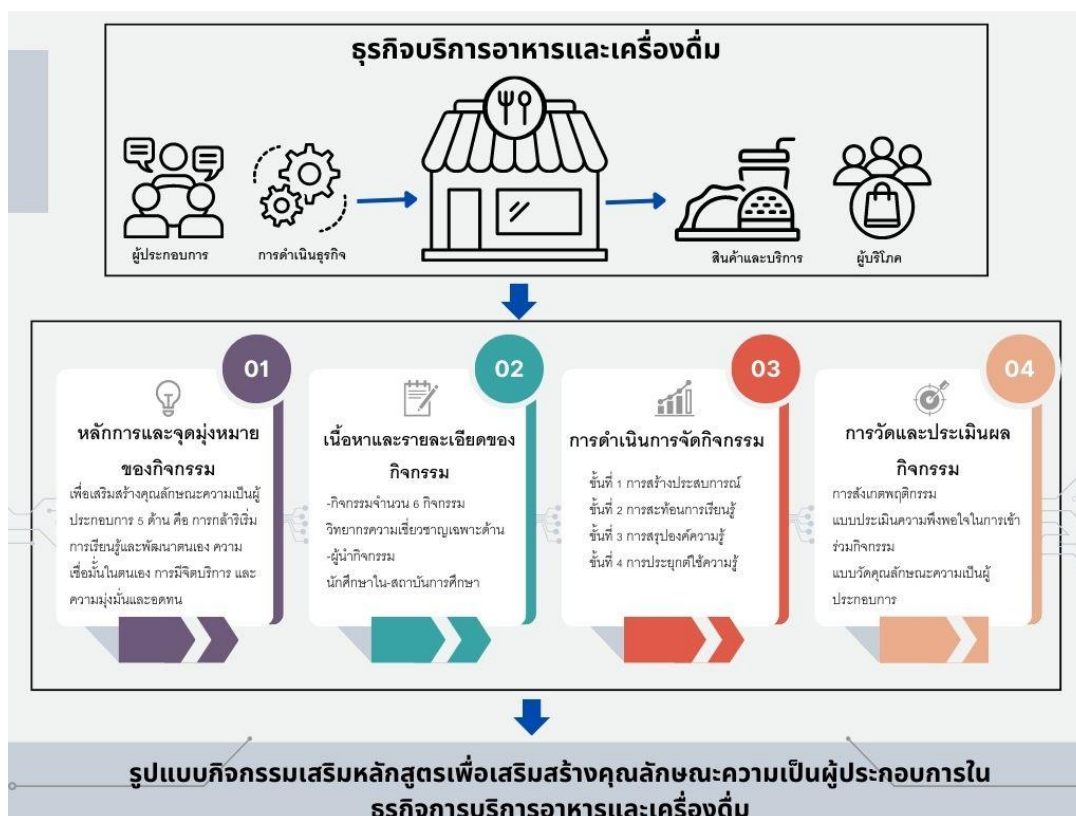 ธุรกิจบริการอาหารและเครื่องดื่ม
ผู้ประกอบการ
การดำเนินธุรกิจ
สินค้าและบริการ
ผู้บริโภค
01
หลักการและจุดมุ่งหมาย
ของกิจกรรม
เพื่อเสริมสร้างคุณลักษณะความเป็นผู้
ประกอบการ 5 ด้าน คือ การกล้าริเริ่ม
การเรียนรู้และพัฒนาตนเอง ความ
เชื่อมั่นในตนเอง การมีจิตบริการ และ
ความมุ่งมั่นและอดทน
02
เนื้อหาและรายละเอียดของ
กิจกรรม
-กิจกรรมจำนวน 6 กิจกรรม
วิทยากรความเชี่ยวชาญเฉพาะด้าน
-ผู้นำกิจกรรม
นักศึกษาใน-สถาบันการศึกษา
03
การดำเนินการจัดกิจกรรม
ขั้นที่ 1 การสร้างประสบการณ์
ขั้นที่ 2 การสะท้อนการเรียนรู้
ขั้นที่ 3 การสรุปองค์ความรู้
ขั้นที่ 4 การประยุกต์ใช้ความรู้
04
การวัดและประเมินผล
กิจกรรม
การสังเกตพฤติกรรม
แบบประเมินความพึงพอใจในการเข้า
ร่วมกิจกรรม
แบบวัดคุณลักษณะความเป็นผู้
ประกอบการ
รูปแบบกิจกรรมเสริมหลักสูตรเพื่อเสริมสร้างคุณลักษณะความเป็นผู้ประกอบการใน
ธุรกิจการบริการอาหารและเครื่องดื่ม